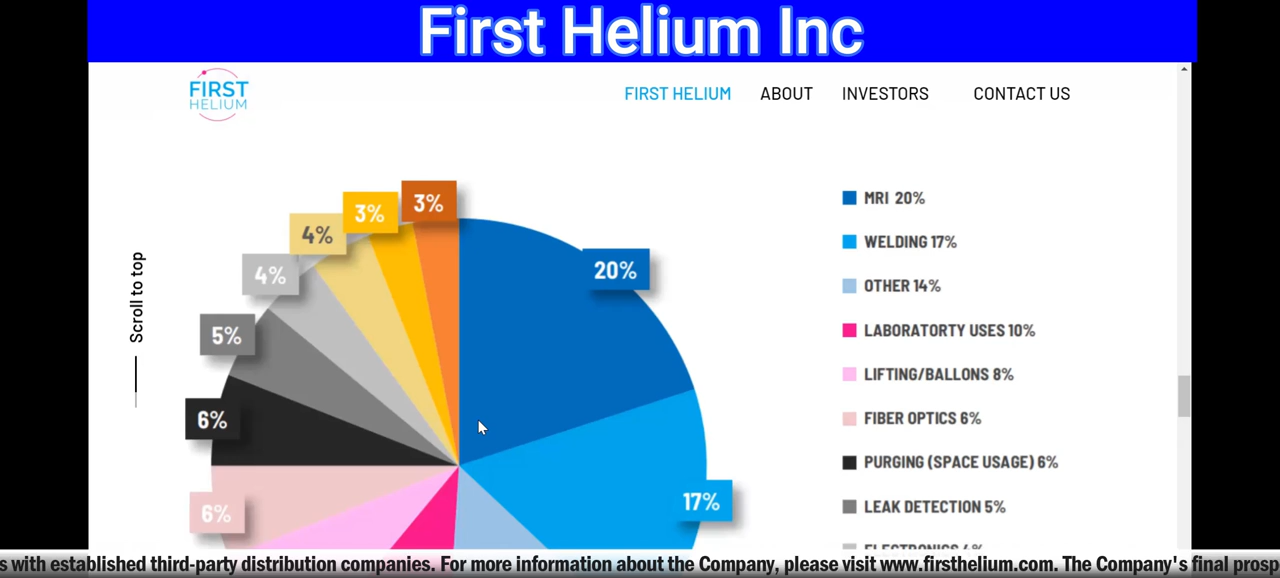 First Helium Inc
FIRST
HELIUM
FIRST HELIUM
ABOUT
INVESTORS
CONTACT US
Scroll to top
3%
3%
4%
4%
5%
6%
6%
20%
17%
MRI 20%
WELDING 17%
OTHER 14%
LABORATORTY USES 10%
LIFTING/BALLONS 8%
FIBER OPTICS 6%
PURGING (SPACE USAGE) 6%
LEAK DETECTION 5%
ELECTRONICS 4%
s with established third-party distribution companies. For more information about the Company, please visit www.firsthelium.com. The Company's final prosp